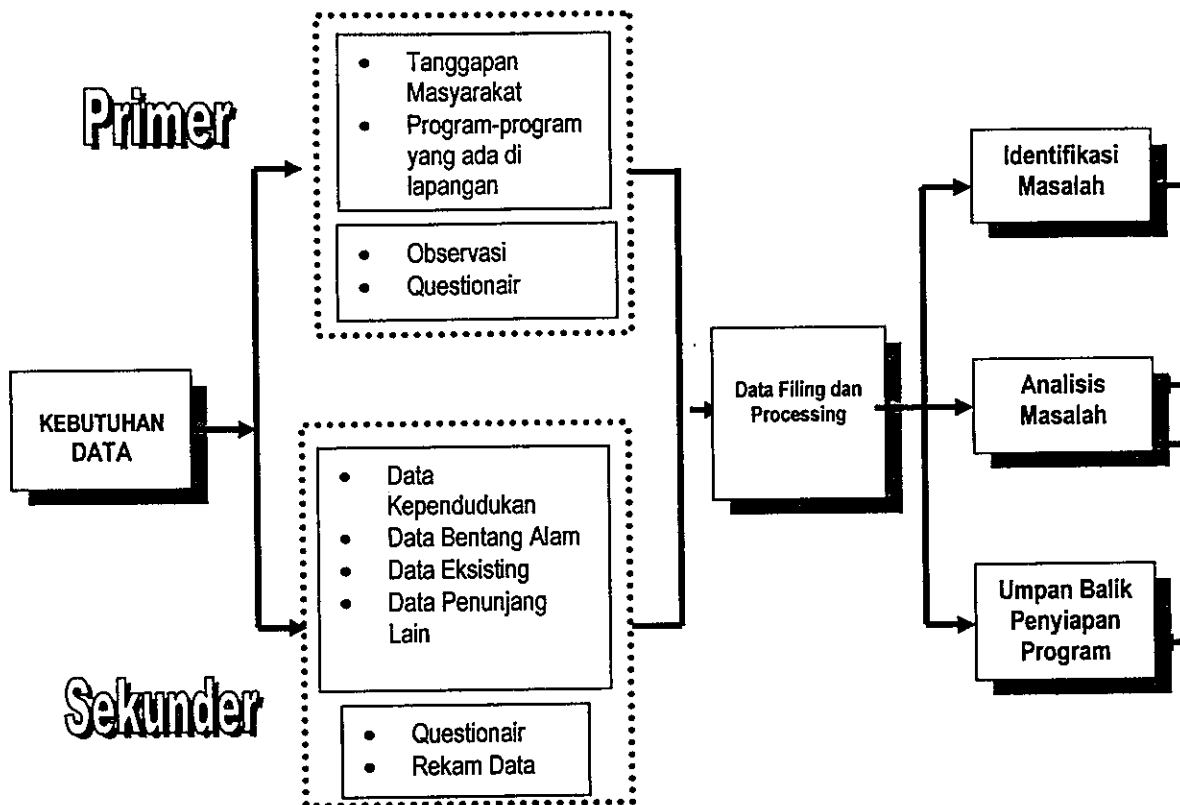 Primer
• Tanggapan
Masyarakat
• Program-program
yang ada di
lapangan
• Observasi
• Questionair
KEBUTUHAN
DATA
Sekunder
• Data
Kependudukan
• Data Bentang Alam
• Data Eksisting
• Data Penunjang
Lain
• Questionair
• Rekam Data
Data Filing dan
Processing
Identifikasi
Masalah
Analisis
Masalah
Umpan Balik
Penyiapan
Program